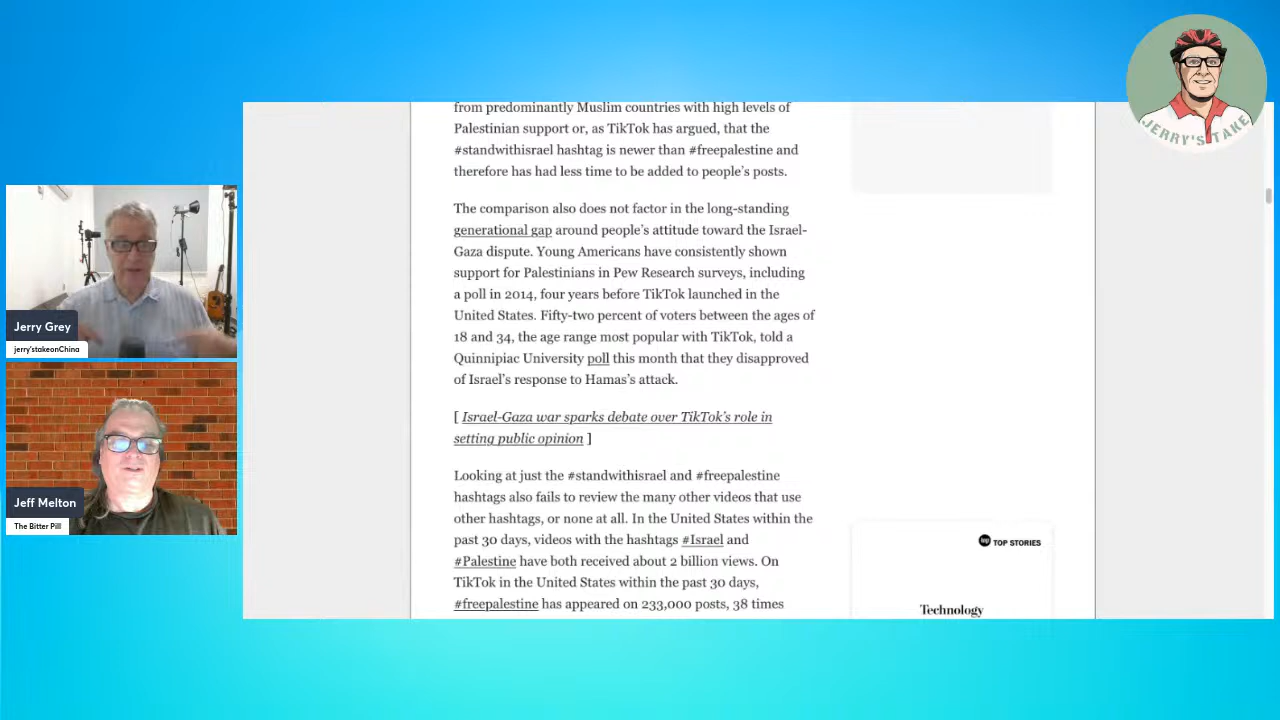 JERRY'S TAKE
from predominantly Muslim countries with high levels of
Palestinian support or, as TikTok has argued, that the
#standwithisrael hashtag is newer than #freepalestine and
therefore has had less time to be added to people's posts.
The comparison also does not factor in the long-standing
generational gap around people's attitude toward the Israel-
Gaza dispute. Young Americans have consistently shown
support for Palestinians in Pew Research surveys, including
a poll in 2014, four years before TikTok launched in the
United States. Fifty-two percent of voters between the ages of
18 and 34, the age range most popular with TikTok, told a
Quinnipiac University poll this month that they disapproved
of Israel's response to Hamas's attack.
[ Israel-Gaza war sparks debate over TikTok's role in
setting public opinion ]
Looking at just the #standwithisrael and #freepalestine
hashtags also fails to review the many other videos that use
other hashtags, or none at all. In the United States within the
past 30 days, videos with the hashtags #Israel and
#Palestine have both received about 2 billion views. On
TikTok in the United States within the past 30 days,
#freepalestine has appeared on 233,000 posts, 38 times
wp TOP STORIES
Technology
Jerry Grey
jerry'stakeonChina
Jeff Melton
The Bitter Pill